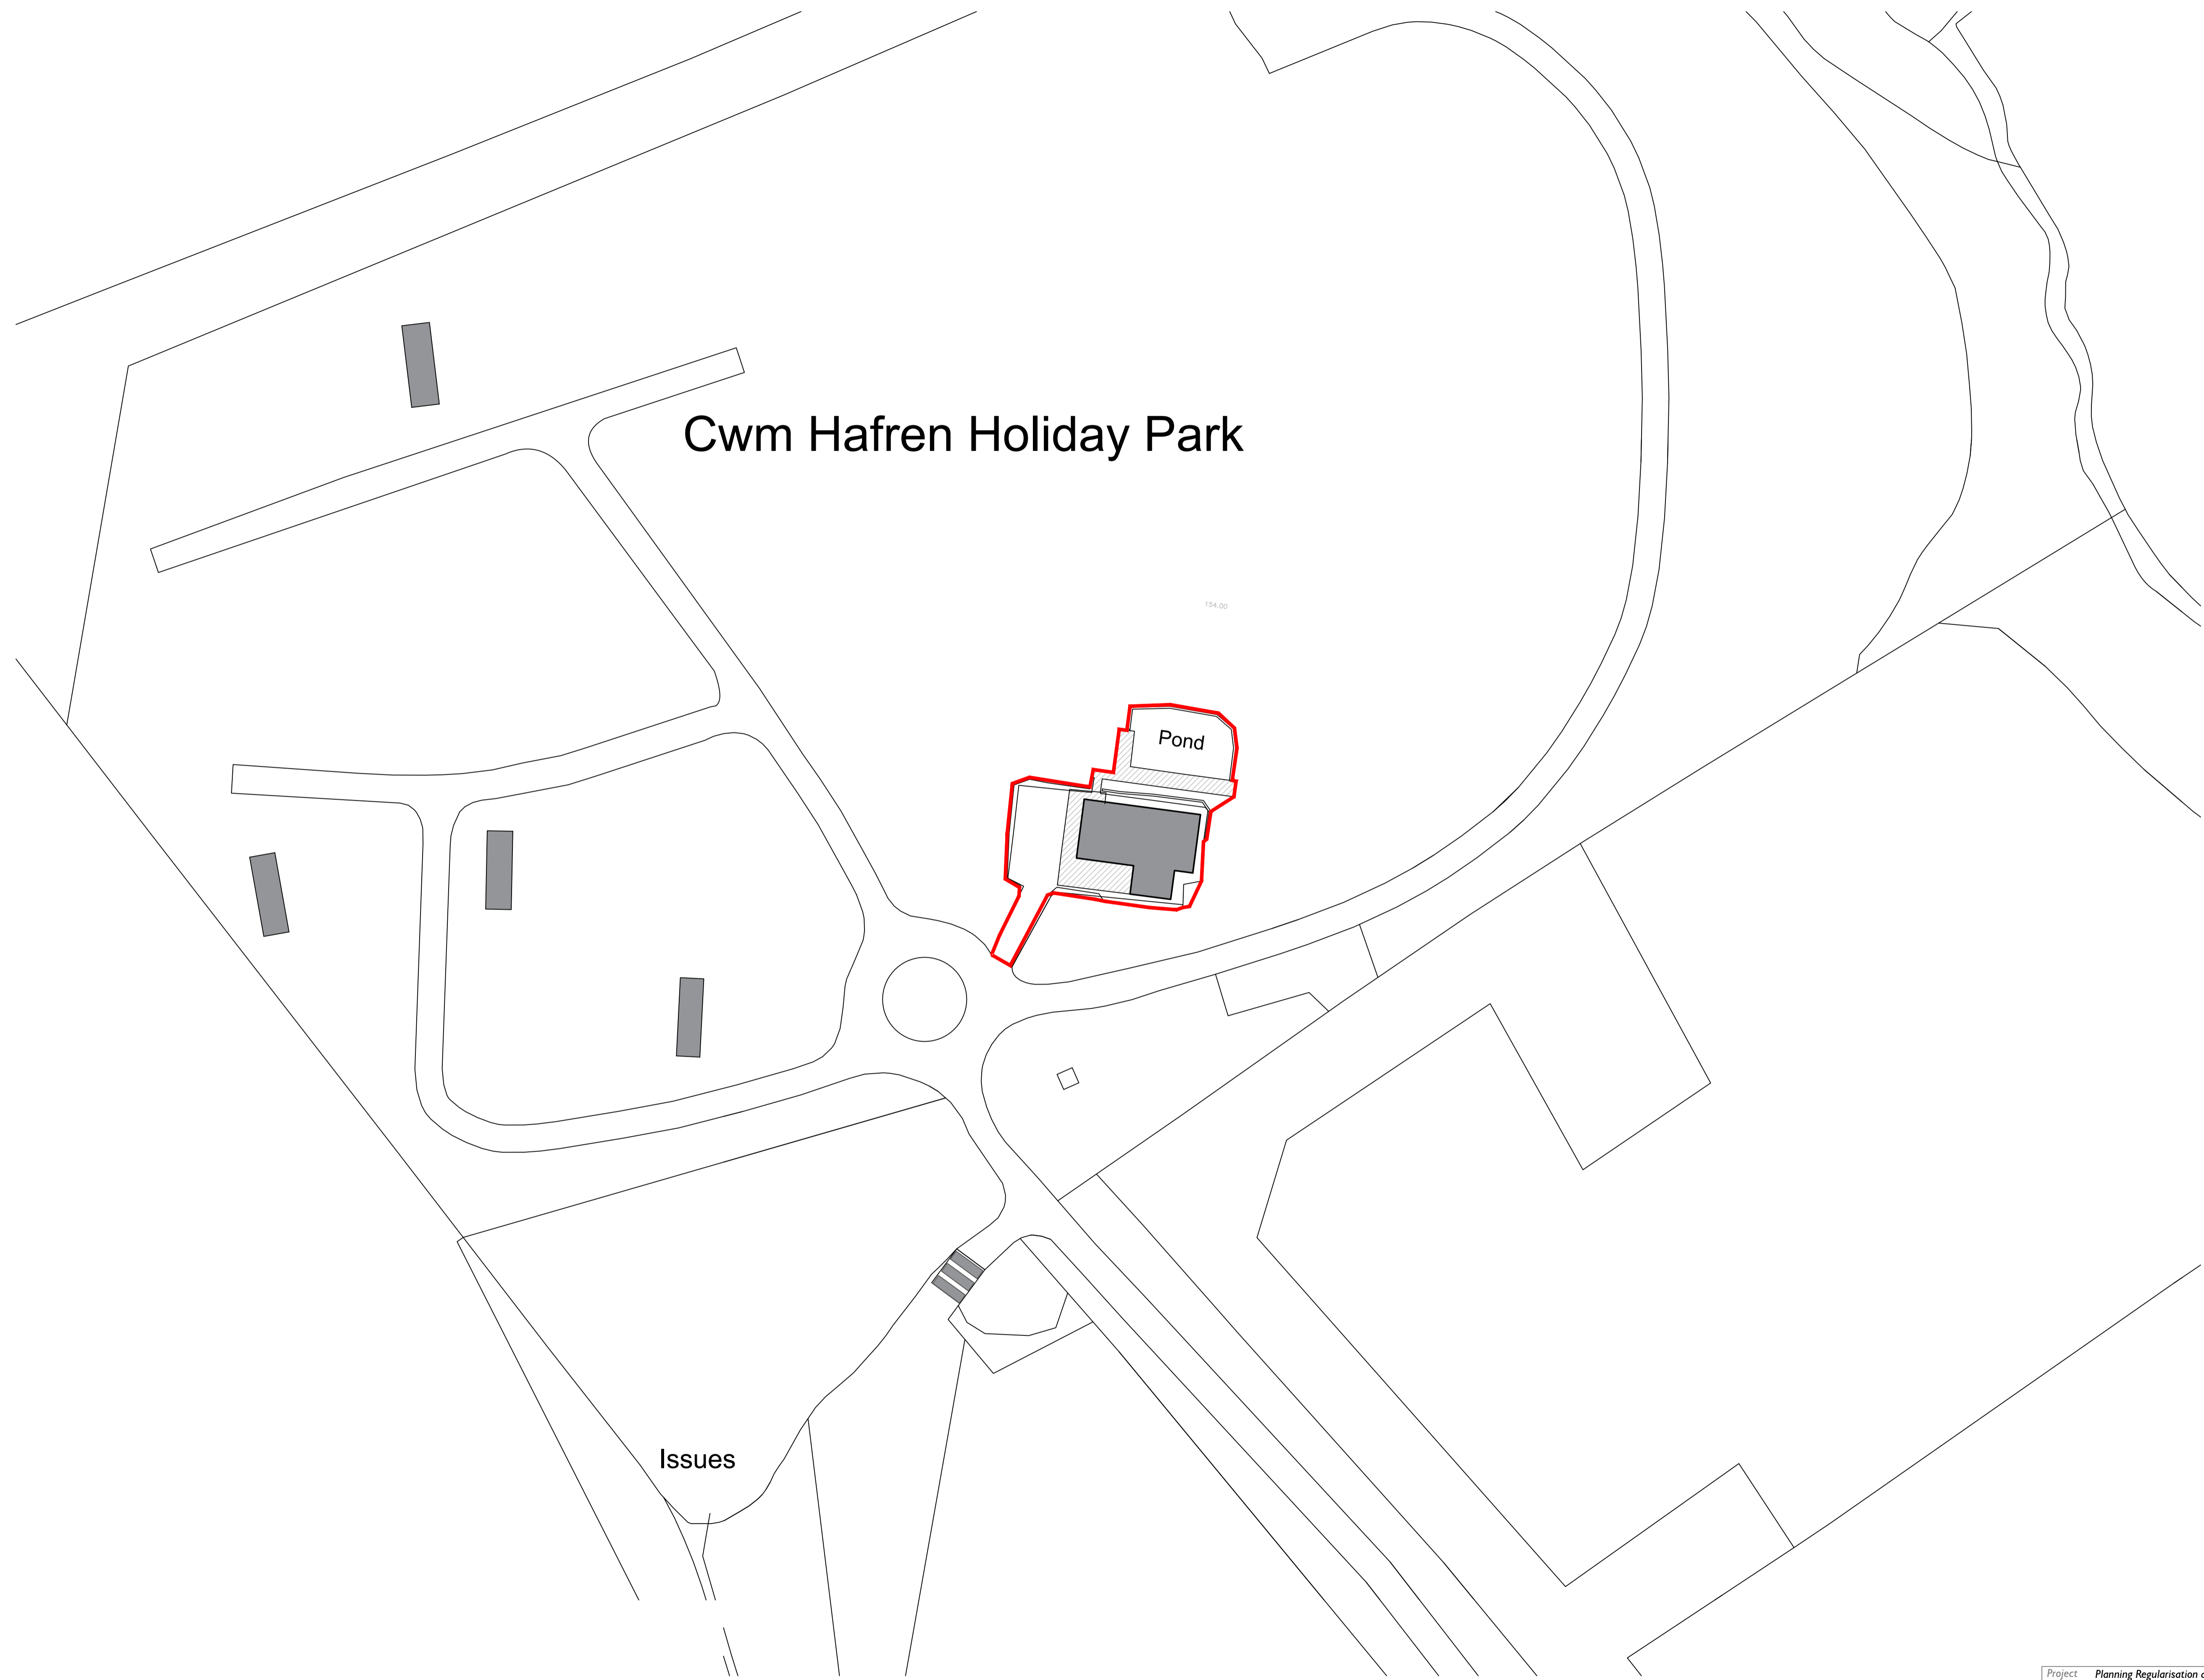 Cwm Hafren Holiday Park
154.00
Pond
Issues
Project Planning Regularisation